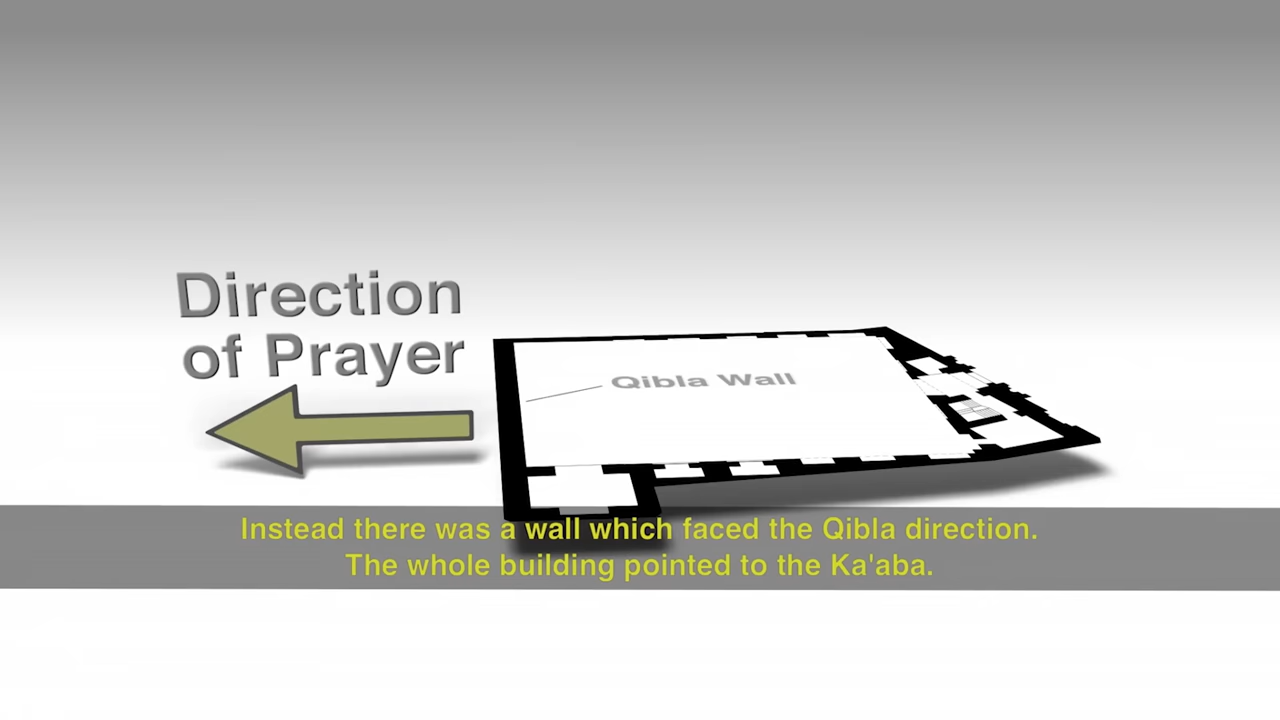 Direction
of Prayer
Qibla Wall
Instead there was a wall which faced the Qibla direction.
The whole building pointed to the Ka'aba.